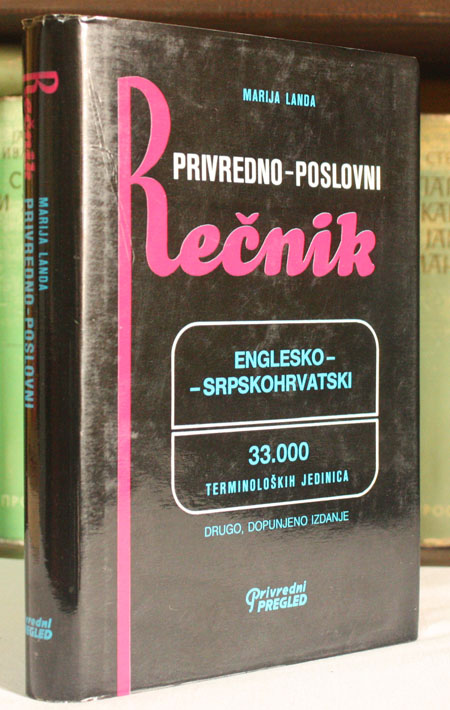 MARIJA LANDA
PRIVREDNO-POSLOVNI
Rečnik
ENGLESKO-
-SRPSKOHRVATSKI
33.000
TERMINOLOŠKIH JEDINICA
DRUGO, DOPUNJENO IZDANJE
Privredni
PREGLED
Rečnik
MARIJA LANDA
PRIVREDNO-POSLOVNI
Privredni
PREGLED